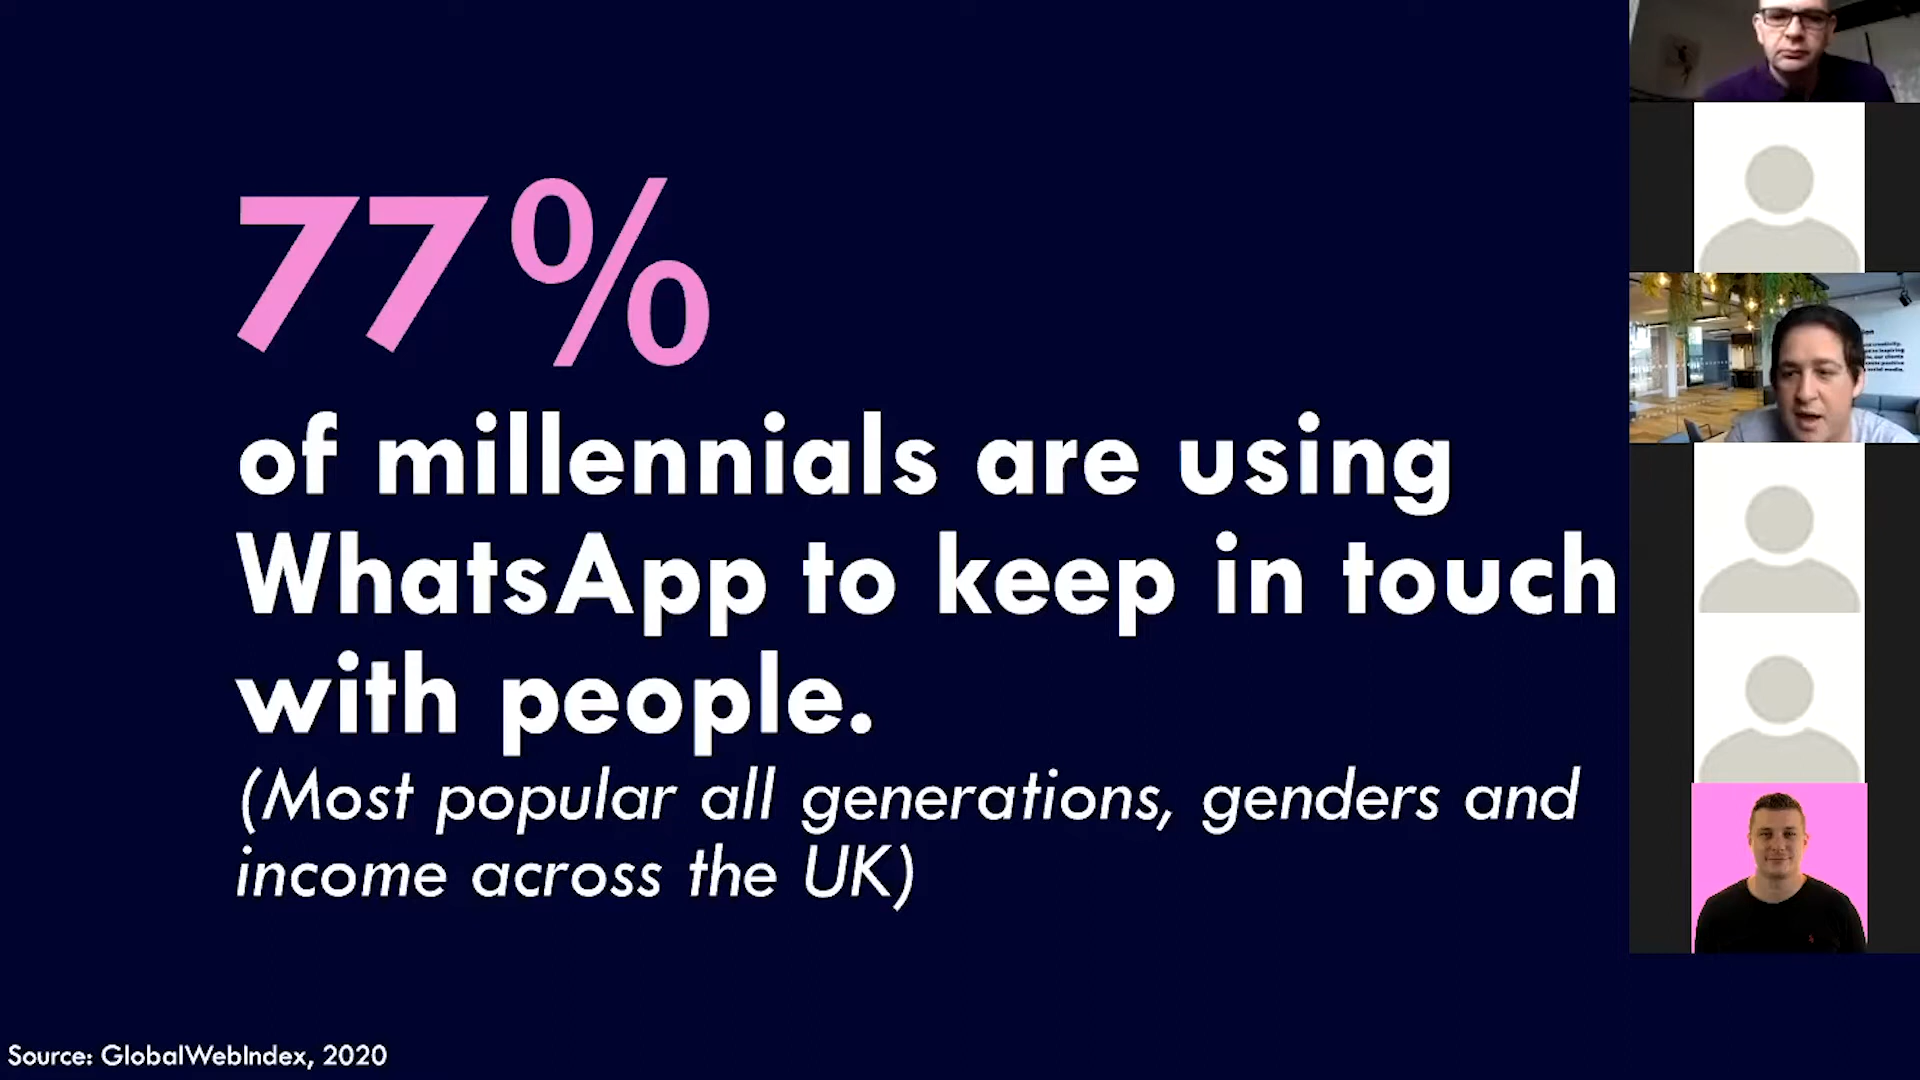 77%
of millennials are using
WhatsApp to keep in touch
with people.
(Most popular all generations, genders and
income across the UK)
Source: GlobalWebIndex, 2020